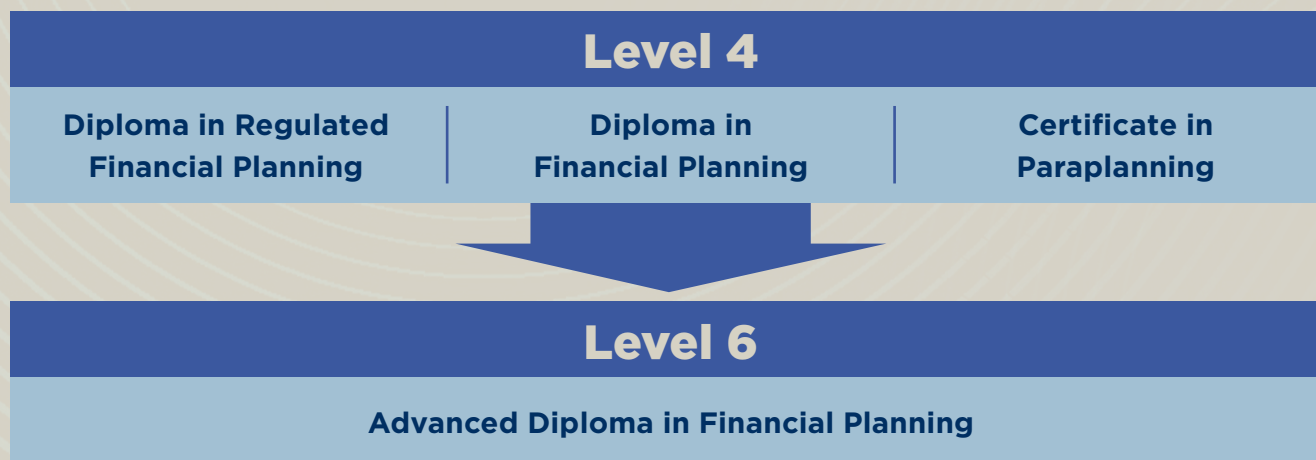 Level 4
Diploma in Regulated
Financial Planning
Diploma in
Financial Planning
Certificate in
Paraplanning
Level 6
Advanced Diploma in Financial Planning